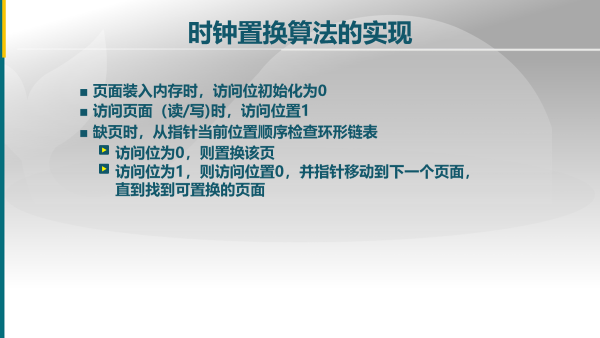 时钟置换算法的实现
页面装入内存时，访问位初始化为0
访问页面（读/写)时，访问位置1
缺页时，从指针当前位置顺序检查环形链表
访问位为0，则置换该页
访问位为1，则访问位置0，并指针移动到下一个页面，
直到找到可置换的页面